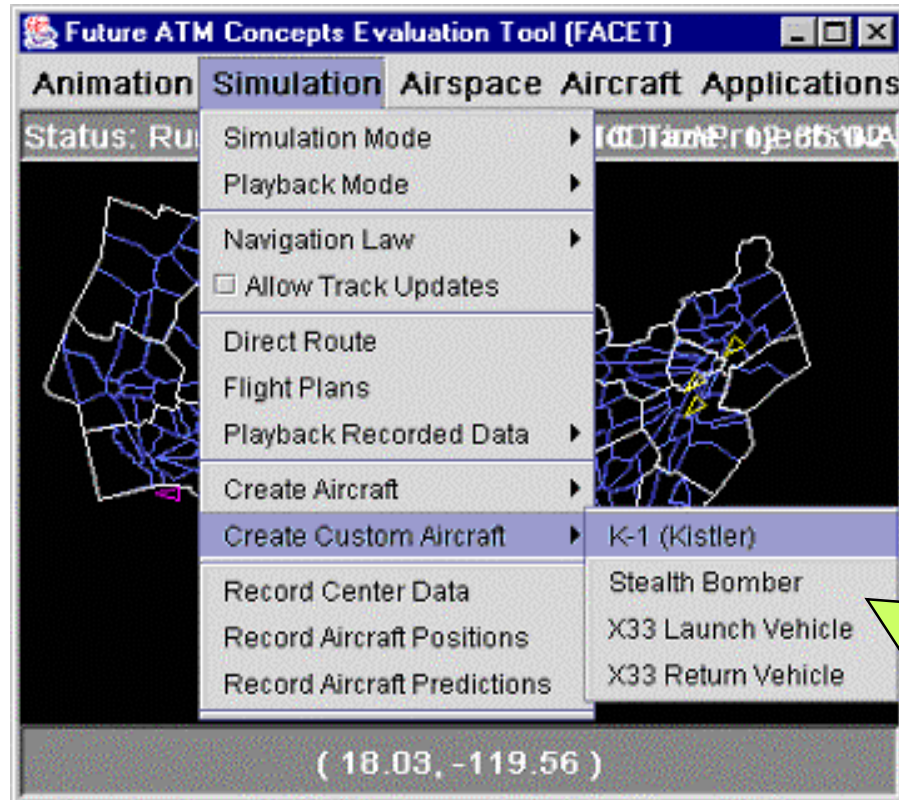 Future ATM Concepts Evaluation Tool (FACET)
Animation Simulation Airspace Aircraft Applications
Status: Ru
Simulation Mode
Playback Mode
Navigation Law
Allow Track Updates
Direct Route
Flight Plans
Playback Recorded Data
Create Aircraft
Create Custom Aircraft
K-1 (Kistler)
Stealth Bomber
X33 Launch Vehicle
X33 Return Vehicle
Record Center Data
Record Aircraft Positions
Record Aircraft Predictions
( 18.03, -119.56 )